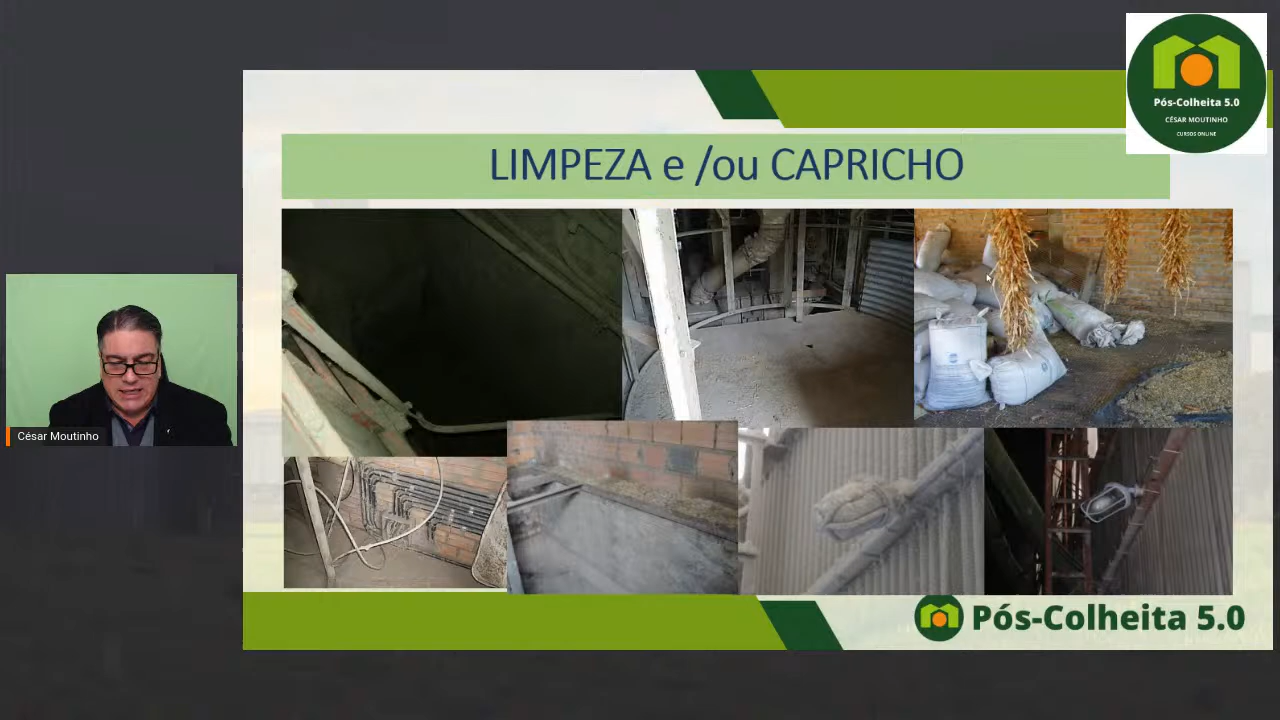 Pós-Colheita 5.0
CÉSAR MOUTINHO
CURSOS ONLINE
LIMPEZA e /ou CAPRICHO
César Moutinho
Pós-Colheita 5.0